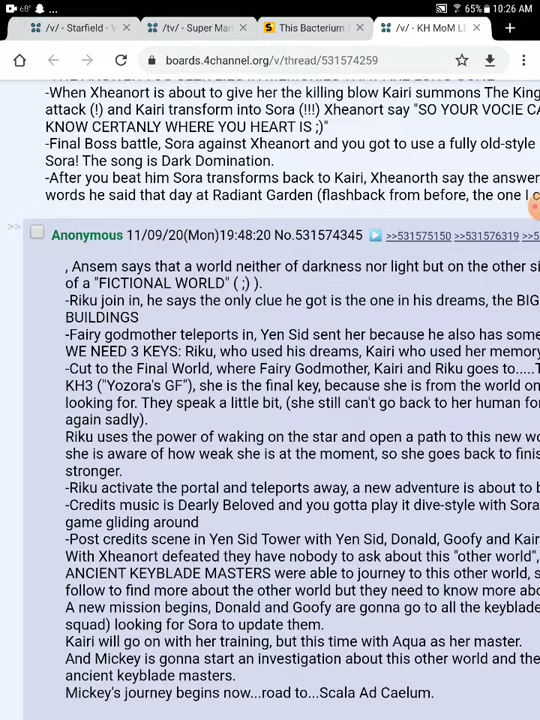 69° ... 65% 10:26 AM
/v/ - Starfield - /tv/ - Super Mar This Bacterium /v/ - KH MoM LE
boards.4channel.org/v/thread/531574259
-When Xheanort is about to give her the killing blow Kairi summons The King
attack (!) and Kairi transform into Sora (!!!) Xheanort say "SO YOUR VOCIE CA
KNOW CERTANLY WHERE YOU HEART IS ;)"
-Final Boss battle, Sora against Xheanort and you got to use a fully old-style
Sora! The song is Dark Domination.
-After you beat him Sora transforms back to Kairi, Xheanorth say the answer
words he said that day at Radiant Garden (flashback from before, the one I c
>> Anonymous 11/09/20(Mon)19:48:20 No.531574345 >>531575150 >>531576319 >>5
, Ansem says that a world neither of darkness nor light but on the other si
of a "FICTIONAL WORLD" ( ;) ).
-Riku join in, he says the only clue he got is the one in his dreams, the BIG
BUILDINGS
-Fairy godmother teleports in, Yen Sid sent her because he also has some
WE NEED 3 KEYS: Riku, who used his dreams, Kairi who used her memory
-Cut to the Final World, where Fairy Godmother, Kairi and Riku goes to.....T
KH3 ("Yozora's GF"), she is the final key, because she is from the world on
looking for. They speak a little bit, (she still can't go back to her human fo
again sadly).
Riku uses the power of waking on the star and open a path to this new wo
she is aware of how weak she is at the moment, so she goes back to finis
stronger.
-Riku activate the portal and teleports away, a new adventure is about to b
-Credits music is Dearly Beloved and you gotta play it dive-style with Sora
game gliding around
-Post credits scene in Yen Sid Tower with Yen Sid, Donald, Goofy and Kair
With Xheanort defeated they have nobody to ask about this "other world",
ANCIENT KEYBLADE MASTERS were able to journey to this other world, s
follow to find more about the other world but they need to know more abo
A new mission begins, Donald and Goofy are gonna go to all the keyblade
squad) looking for Sora to update them.
Kairi will go on with her training, but this time with Aqua as her master.
And Mickey is gonna start an investigation about this other world and the
ancient keyblade masters.
Mickey's journey begins now...road to...Scala Ad Caelum.